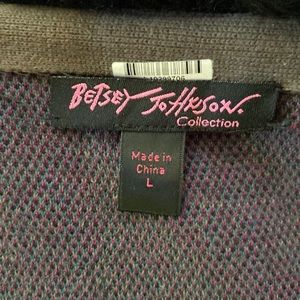 BETSEY JOHNSON.
Collection
Made in
China
L